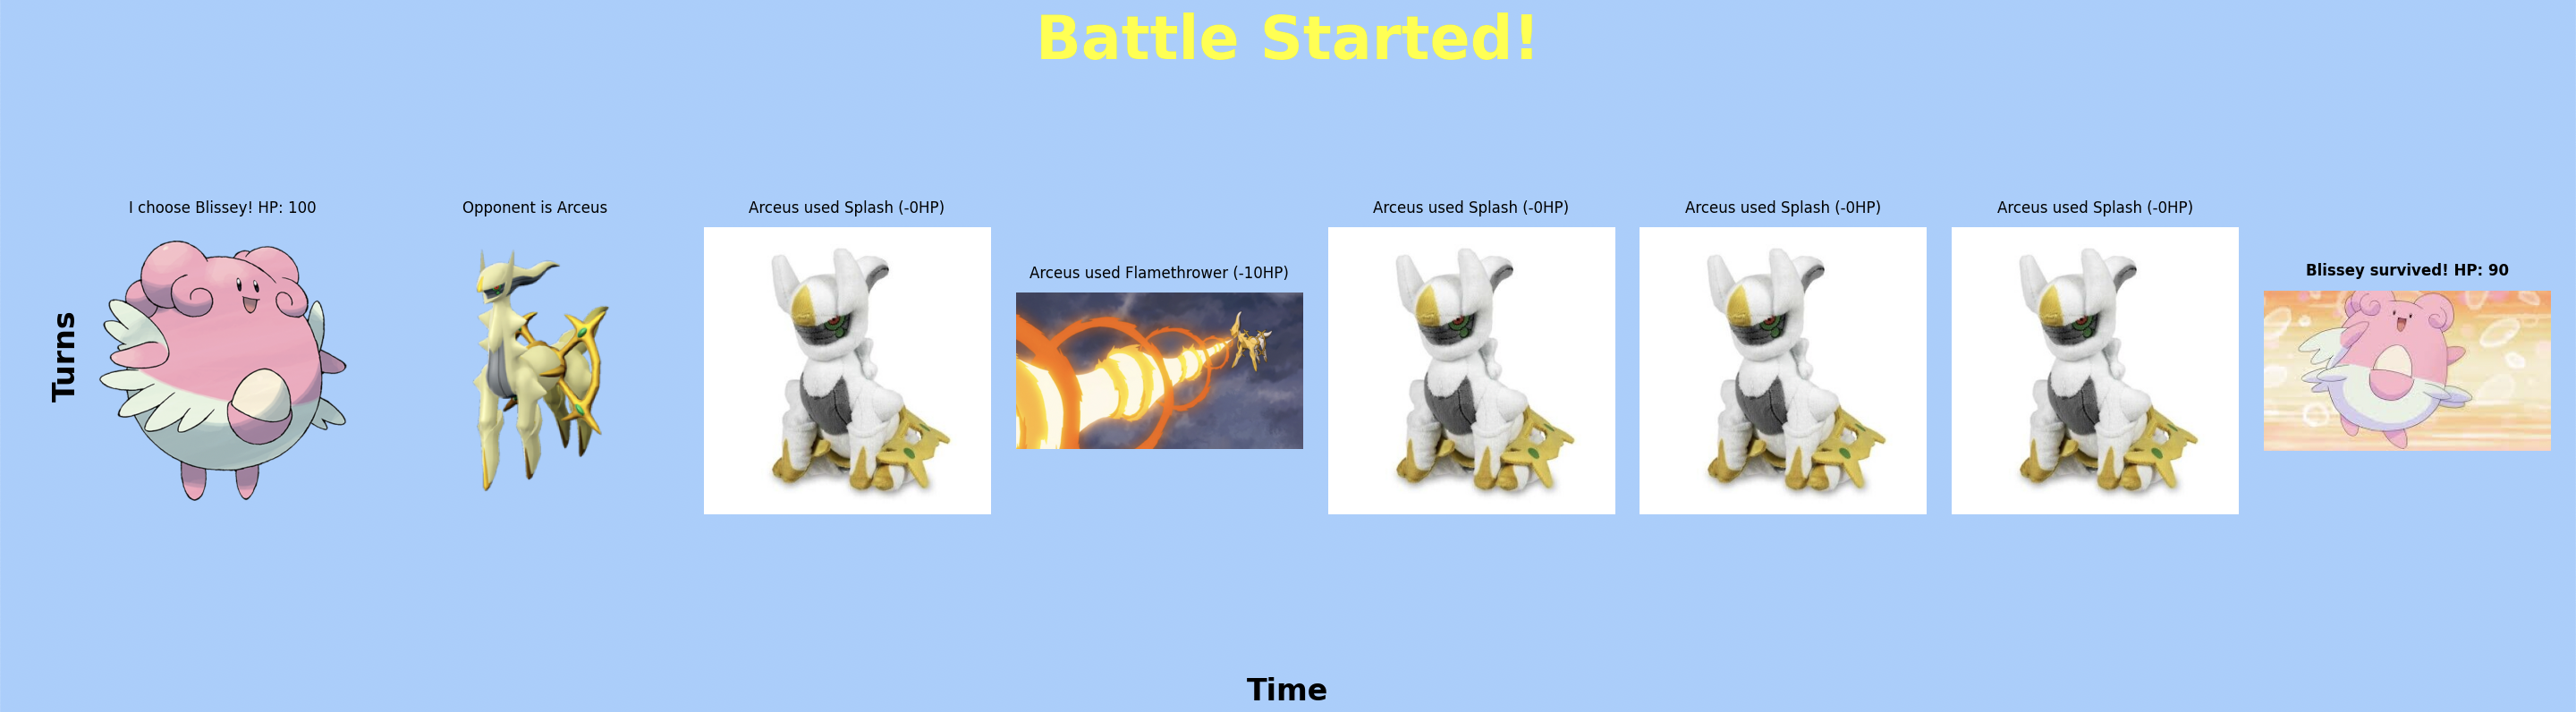 Battle Started!
I choose Blissey! HP: 100
Opponent is Arceus
Arceus used Splash (-0HP)
Arceus used Flamethrower (-10HP)
Arceus used Splash (-0HP)
Arceus used Splash (-0HP)
Arceus used Splash (-0HP)
Blissey survived! HP: 90
Turns
Time